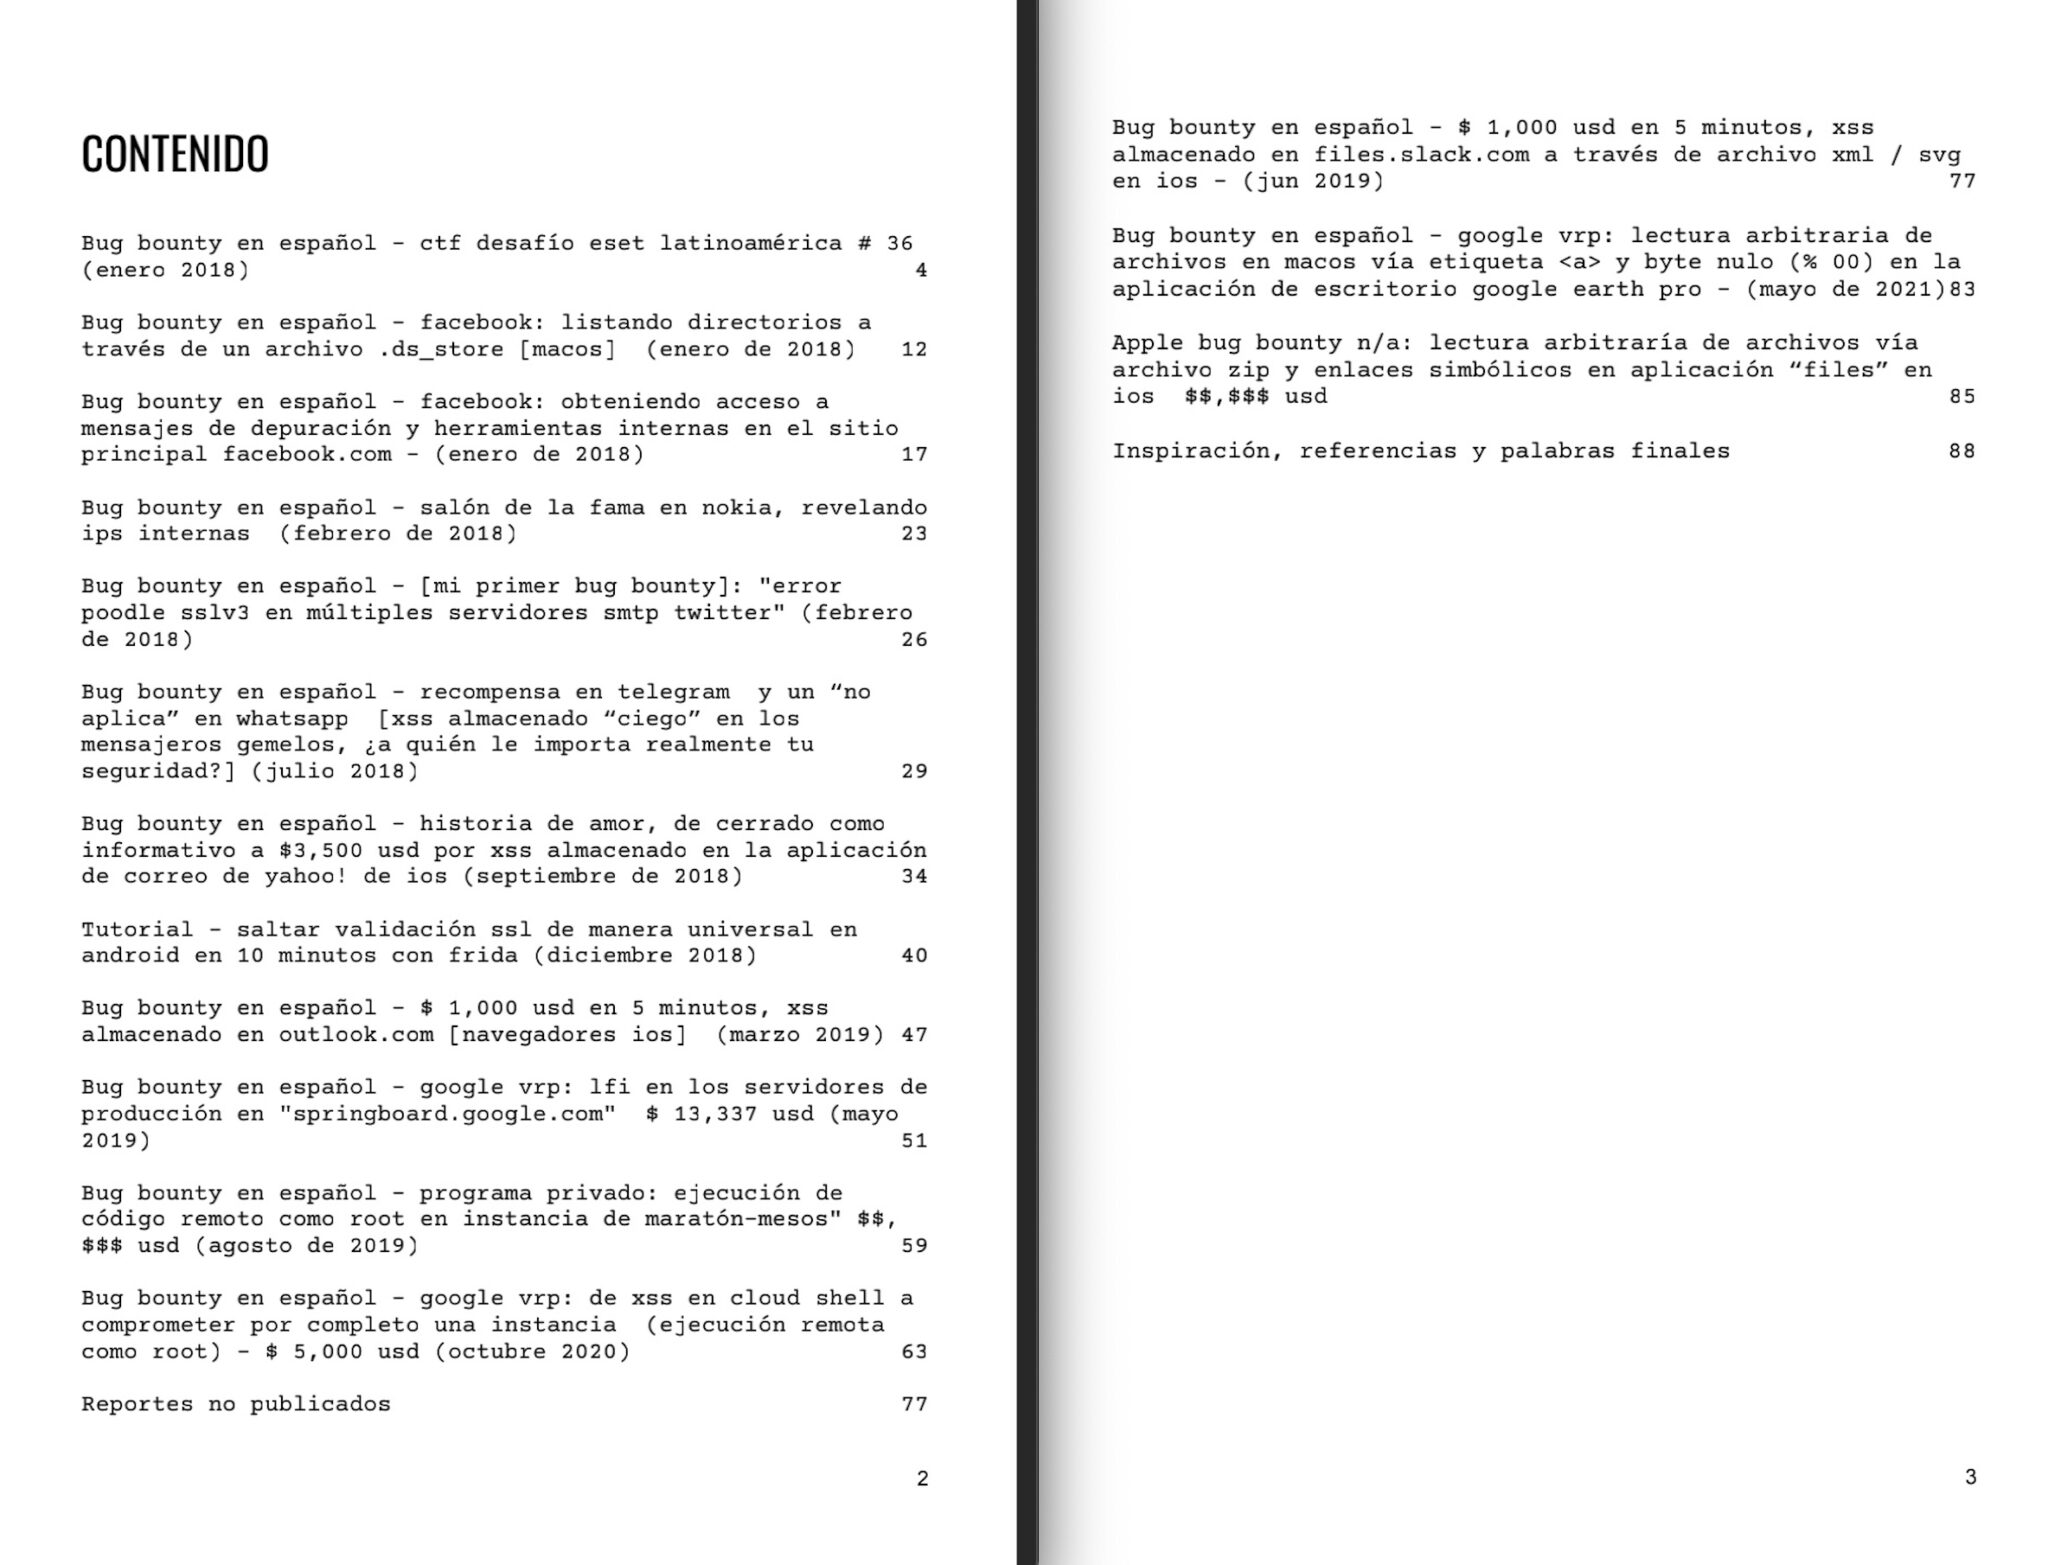 CONTENIDO
Bug bounty en español - ctf desafío eset latinoamérica # 36
(enero 2018) 4
Bug bounty en español - facebook: listando directorios a
través de un archivo .ds_store [macos]  (enero de 2018) 12
Bug bounty en español - facebook: obteniendo acceso a
mensajes de depuración y herramientas internas en el sitio
principal facebook.com - (enero de 2018) 17
Bug bounty en español - salón de la fama en nokia, revelando
ips internas  (febrero de 2018) 23
Bug bounty en español - [mi primer bug bounty]: "error
poodle sslv3 en múltiples servidores smtp twitter" (febrero
de 2018) 26
Bug bounty en español - recompensa en telegram  y un “no
aplica” en whatsapp  [xss almacenado “ciego” en los
mensajeros gemelos, ¿a quién le importa realmente tu
seguridad?] (julio 2018) 29
Bug bounty en español - historia de amor, de cerrado como
informativo a $3,500 usd por xss almacenado en la aplicación
de correo de yahoo! de ios (septiembre de 2018) 34
Tutorial - saltar validación ssl de manera universal en
android en 10 minutos con frida (diciembre 2018) 40
Bug bounty en español - $ 1,000 usd en 5 minutos, xss
almacenado en outlook.com [navegadores ios]  (marzo 2019) 47
Bug bounty en español - google vrp: lfi en los servidores de
producción en "springboard.google.com"  $ 13,337 usd (mayo
2019) 51
Bug bounty en español - programa privado: ejecución de
código remoto como root en instancia de maratón-mesos" $$,
$$$ usd (agosto de 2019) 59
Bug bounty en español - google vrp: de xss en cloud shell a
comprometer por completo una instancia  (ejecución remota
como root) - $ 5,000 usd (octubre 2020) 63
Reportes no publicados 77
2
Bug bounty en español - $ 1,000 usd en 5 minutos, xss
almacenado en files.slack.com a través de archivo xml / svg
en ios - (jun 2019) 77
Bug bounty en español - google vrp: lectura arbitraria de
archivos en macos vía etiqueta <a> y byte nulo (% 00) en la
aplicación de escritorio google earth pro - (mayo de 2021)83
Apple bug bounty n/a: lectura arbitraría de archivos vía
archivo zip y enlaces simbólicos en aplicación “files” en
ios  $$,$$$ usd 85
Inspiración, referencias y palabras finales 88
3